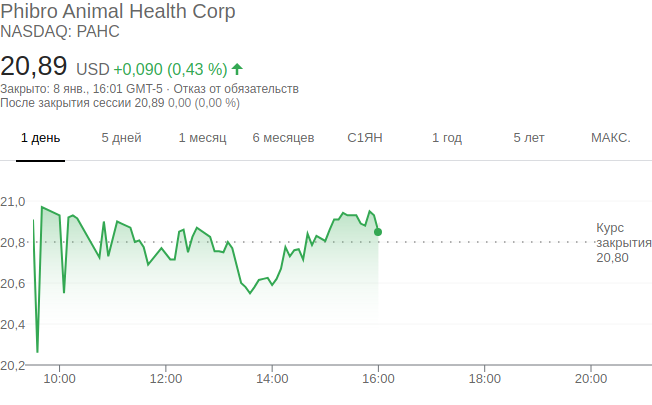 Phibro Animal Health Corp
NASDAQ: PAHC
20,89 USD +0,090 (0,43 %)
Закрыто: 8 янв., 16:01 GMT-5 · Отказ от обязательств
После закрытия сессии 20,89 0,00 (0,00 %)
1 день 5 дней 1 месяц 6 месяцев С1ЯН 1 год 5 лет МАКС.
21,0
20,8
20,6
20,4
20,2
Курс
закрытия
20,80
10:00 12:00 14:00 16:00 18:00 20:00